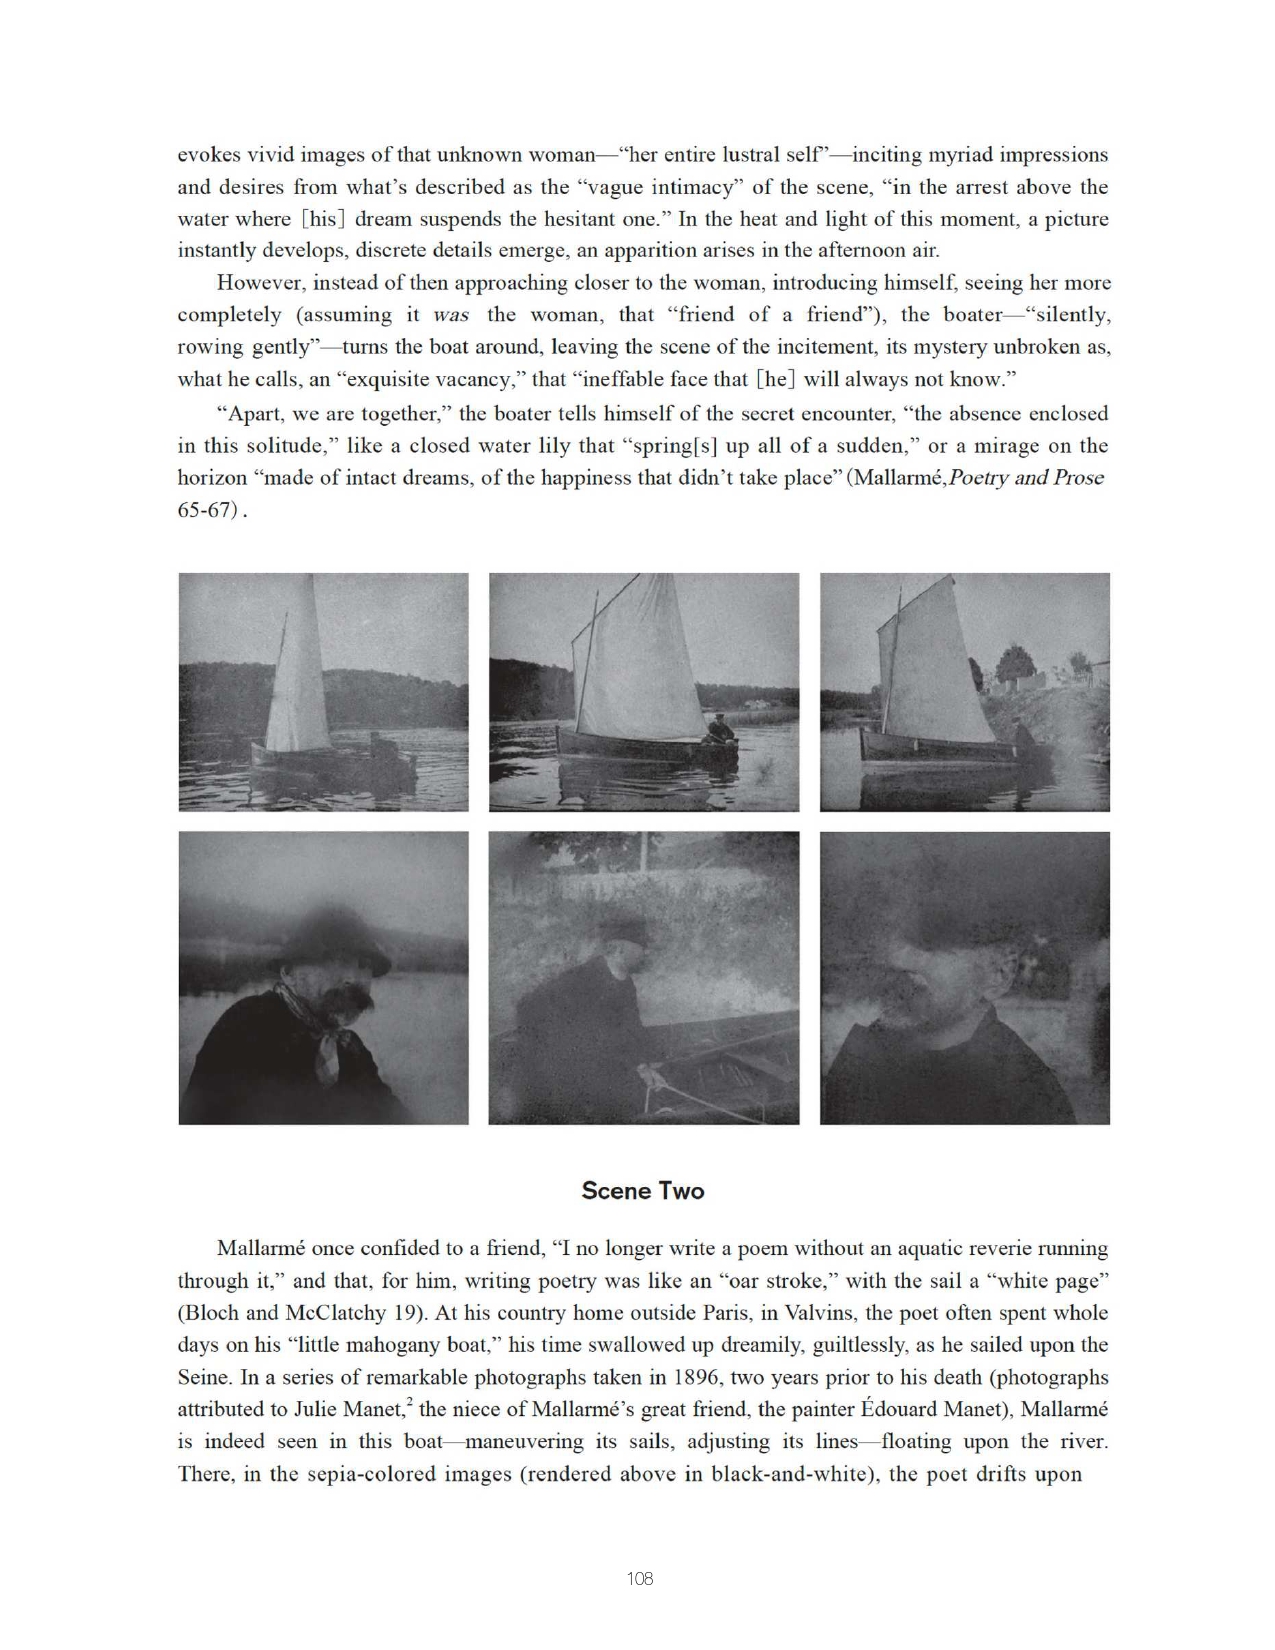 evokes vivid images of that unknown woman—“her entire lustral self”—inciting myriad impressions
and desires from what’s described as the “vague intimacy” of the scene, “in the arrest above the
water where [his] dream suspends the hesitant one.” In the heat and light of this moment, a picture
instantly develops, discrete details emerge, an apparition arises in the afternoon air.
However, instead of then approaching closer to the woman, introducing himself, seeing her more
completely (assuming it was the woman, that “friend of a friend”), the boater—“silently,
rowing gently”—turns the boat around, leaving the scene of the incitement, its mystery unbroken as,
what he calls, an “exquisite vacancy,” that “ineffable face that [he] will always not know.”
“Apart, we are together,” the boater tells himself of the secret encounter, “the absence enclosed
in this solitude,” like a closed water lily that “spring[s] up all of a sudden,” or a mirage on the
horizon “made of intact dreams, of the happiness that didn’t take place” (Mallarmé, Poetry and Prose
65-67).
Scene Two
Mallarmé once confided to a friend, “I no longer write a poem without an aquatic reverie running
through it,” and that, for him, writing poetry was like an “oar stroke,” with the sail a “white page”
(Bloch and McClatchy 19). At his country home outside Paris, in Valvins, the poet often spent whole
days on his “little mahogany boat,” his time swallowed up dreamily, guiltlessly, as he sailed upon the
Seine. In a series of remarkable photographs taken in 1896, two years prior to his death (photographs
attributed to Julie Manet,² the niece of Mallarmé’s great friend, the painter Édouard Manet), Mallarmé
is indeed seen in this boat—maneuvering its sails, adjusting its lines—floating upon the river.
There, in the sepia-colored images (rendered above in black-and-white), the poet drifts upon
108